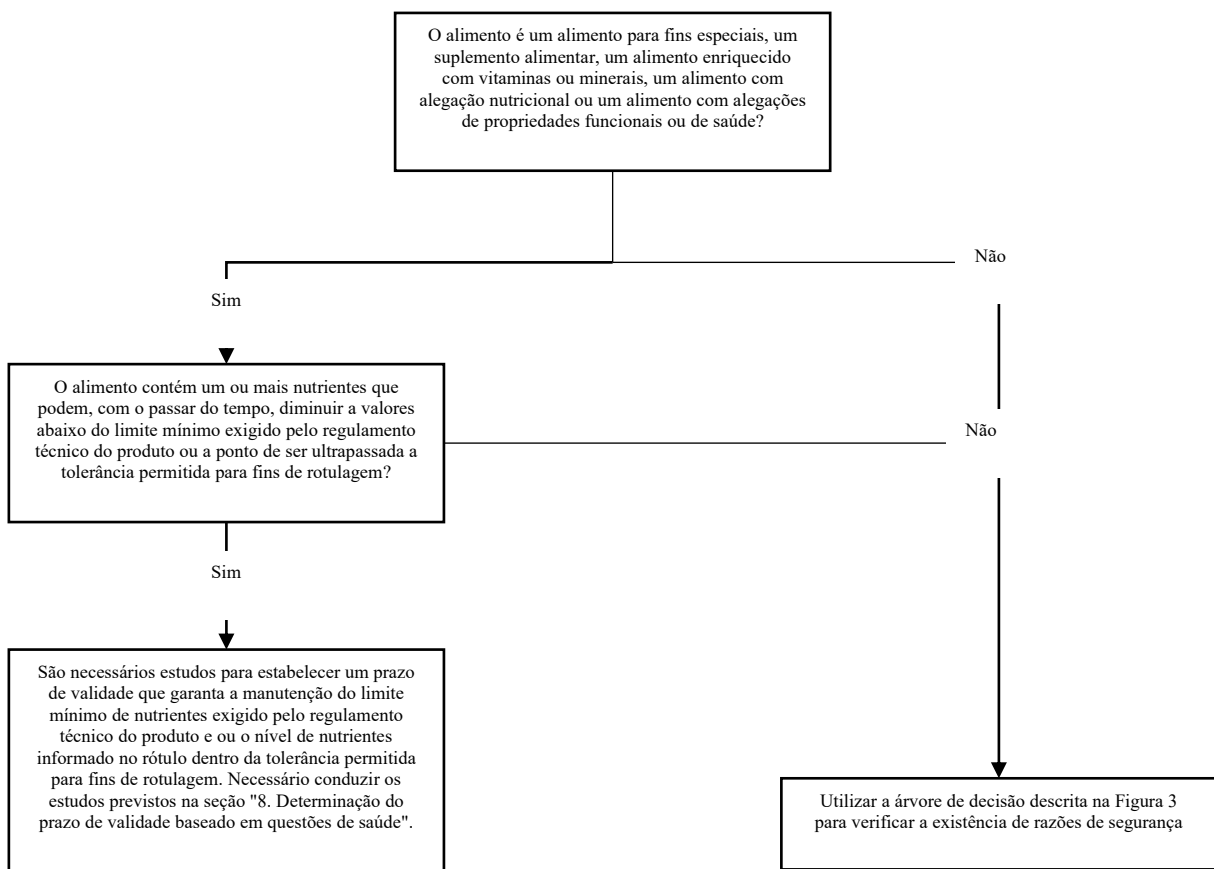 O alimento é um alimento para fins especiais, um
suplemento alimentar, um alimento enriquecido
com vitaminas ou minerais, um alimento com
alegação nutricional ou um alimento com alegações
de propriedades funcionais ou de saúde?
Não
Sim
O alimento contém um ou mais nutrientes que
podem, com o passar do tempo, diminuir a valores
abaixo do limite mínimo exigido pelo regulamento
técnico do produto ou a ponto de ser ultrapassada a
tolerância permitida para fins de rotulagem?
Não
Sim
São necessários estudos para estabelecer um prazo
de validade que garanta a manutenção do limite
mínimo de nutrientes exigido pelo regulamento
técnico do produto e ou o nível de nutrientes
informado no rótulo dentro da tolerância permitida
para fins de rotulagem. Necessário conduzir os
estudos previstos na seção "8. Determinação do
prazo de validade baseado em questões de saúde".
Utilizar a árvore de decisão descrita na Figura 3
para verificar a existência de razões de segurança